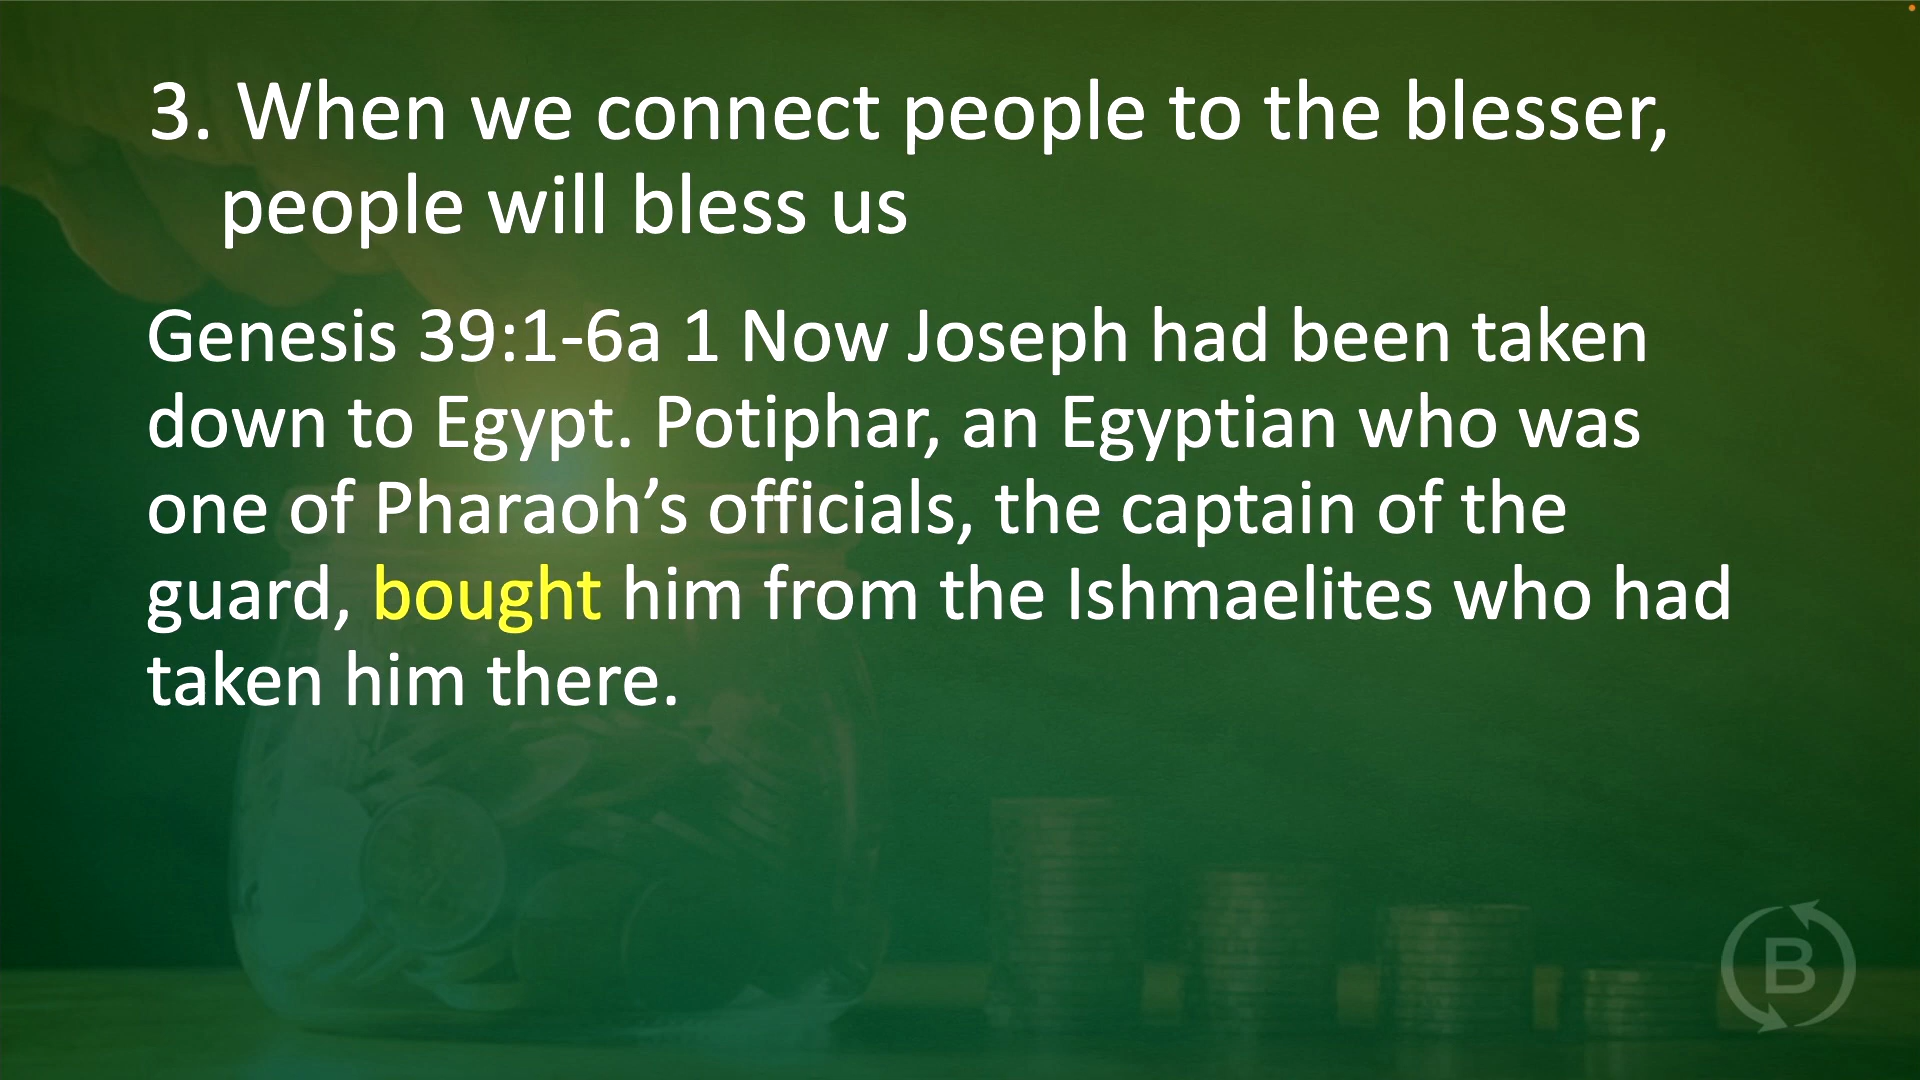 3. When we connect people to the blesser,
people will bless us
Genesis 39:1-6a 1 Now Joseph had been taken
down to Egypt. Potiphar, an Egyptian who was
one of Pharaoh’s officials, the captain of the
guard, bought him from the Ishmaelites who had
taken him there.
B